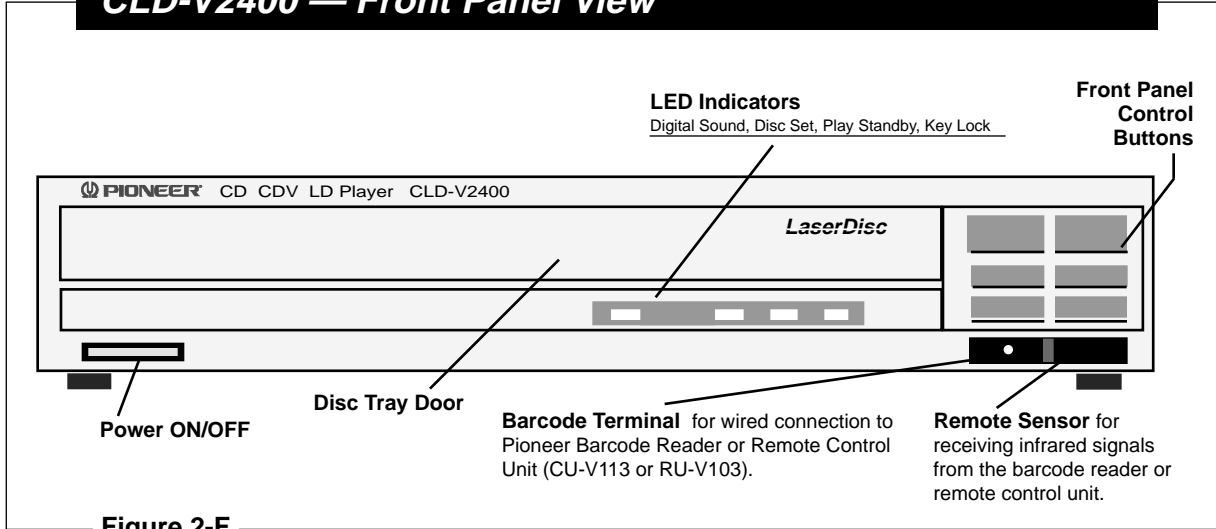 CLD-V2400 — Front Panel View
LED Indicators
Digital Sound, Disc Set, Play Standby, Key Lock
Front Panel
Control
Buttons
PIONEER CD CDV LD Player CLD-V2400
LaserDisc
Power ON/OFF
Disc Tray Door
Barcode Terminal for wired connection to
Pioneer Barcode Reader or Remote Control
Unit (CU-V113 or RU-V103).
Remote Sensor for
receiving infrared signals
from the barcode reader or
remote control unit.
Figure 2-F